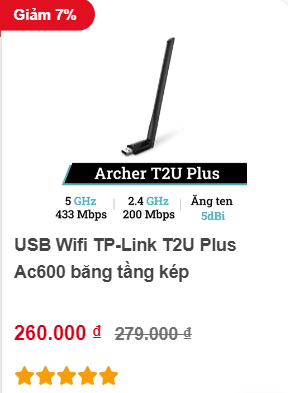 Giảm 7%
Archer T2U Plus
5 GHz 2.4 GHz Ăng ten
433 Mbps 200 Mbps 5dBi
USB Wifi TP-Link T2U Plus
Ac600 băng tầng kép
260.000 ₫ 279.000 ₫